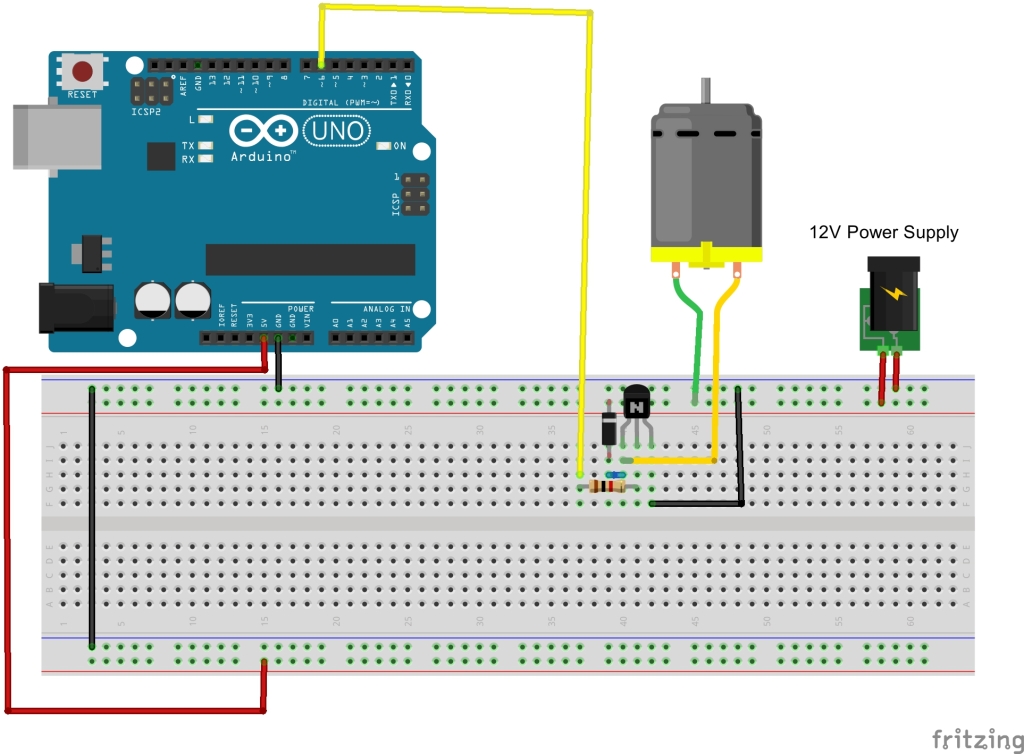 RESET
ICSP2
AREF
GND
13
12
~11
~10
~9
8
7
~6
~5
4
~3
2
TX0▶1
RX0◀0
DIGITAL (PWM=~)
L
TX
RX
UNO
ON
Arduino™
1
ICSP
12V Power Supply
POWER
ANALOG IN
IOREF
RESET
3V3
5V
GND
GND
VIN
A0
A1
A2
A3
A4
A5
N
1 5 10 15 20 25 30 35 40 45 50 55 60
J J
I I
H H
G G
F F
E E
D D
C C
B B
A A
1 5 10 15 20 25 30 35 40 45 50 55 60
fritzing